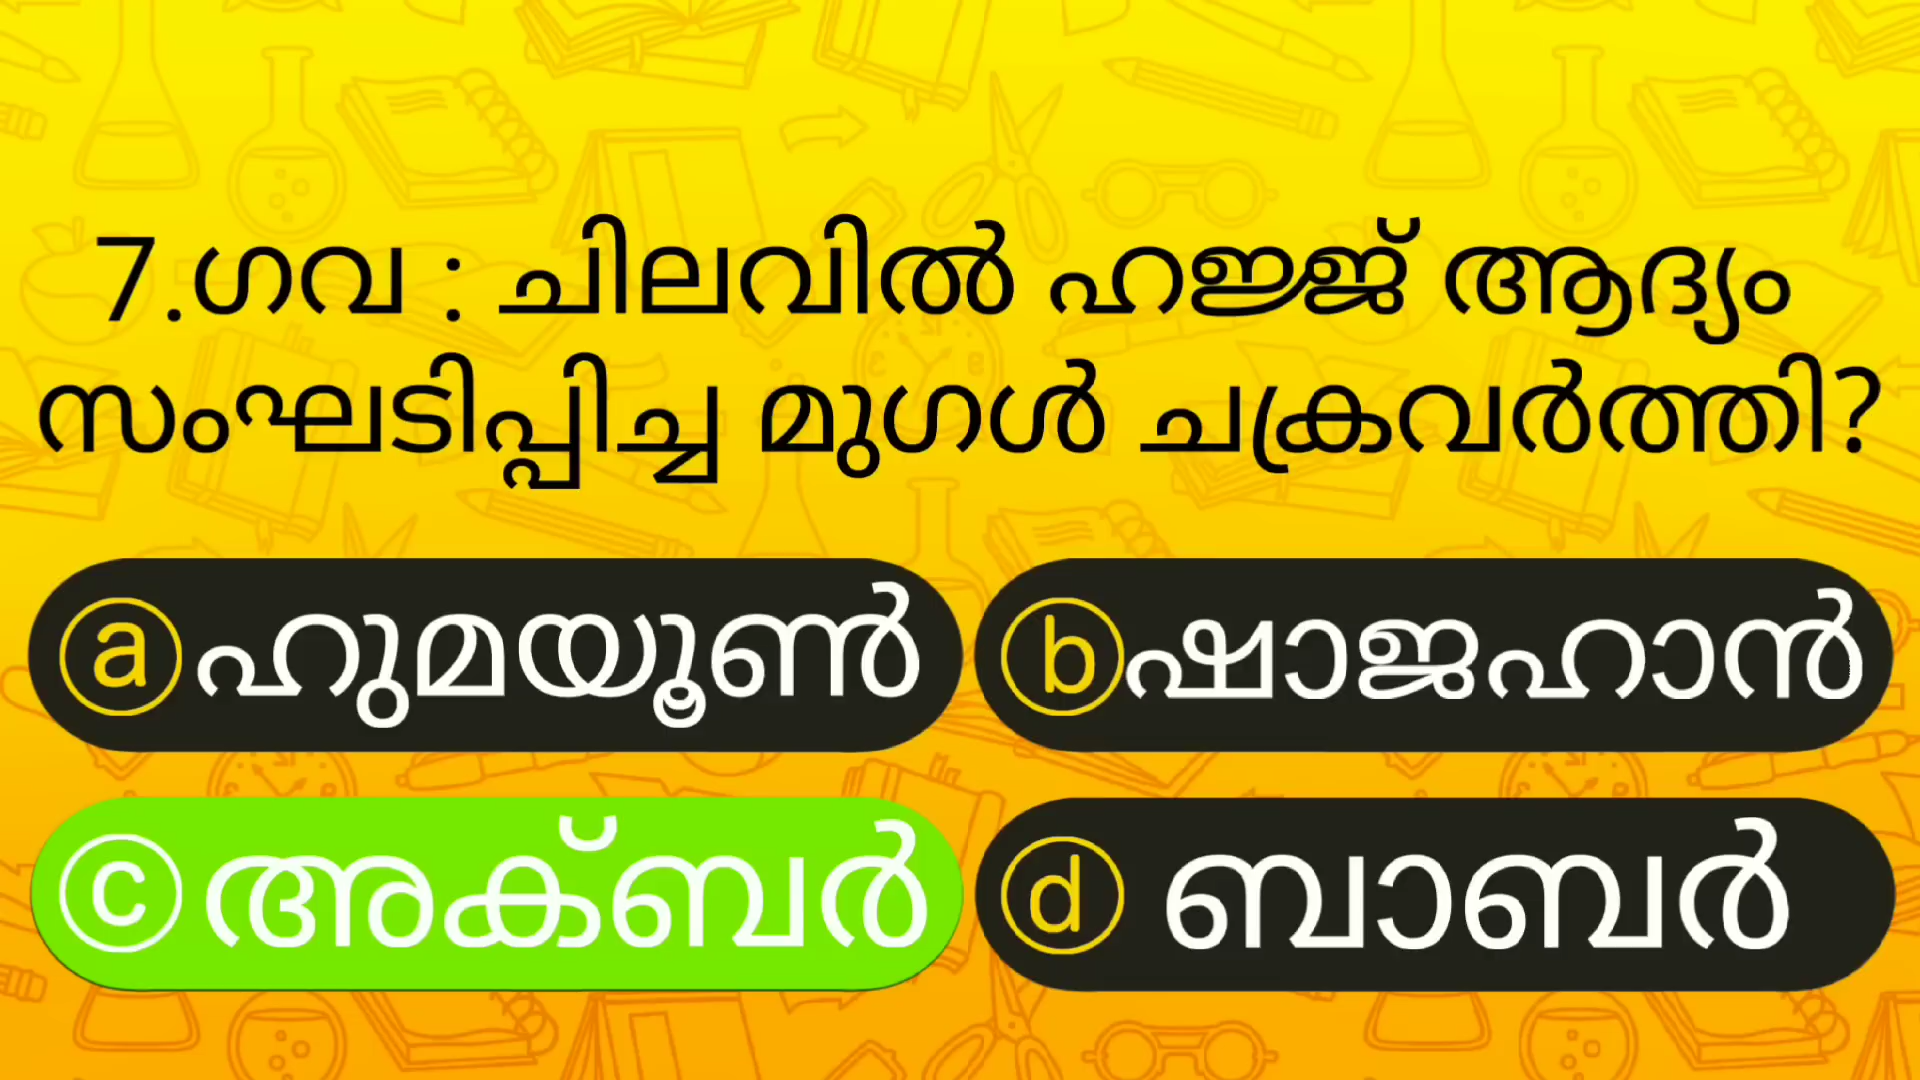 7.ഗവ : ചിലവിൽ ഹജ്ജ് ആദ്യം
സംഘടിപ്പിച്ച മുഗൾ ചക്രവർത്തി?
a ഹുമയൂൺ
b ഷാജഹാൻ
c അക്ബർ
d ബാബർ